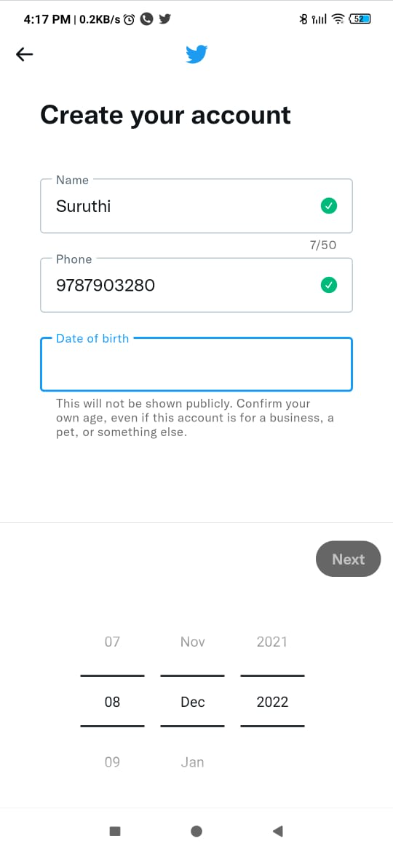 4:17 PM | 0.2KB/s
52
Create your account
Name
Suruthi
7/50
Phone
9787903280
Date of birth
This will not be shown publicly. Confirm your
own age, even if this account is for a business, a
pet, or something else.
Next
07 Nov 2021
08 Dec 2022
09 Jan